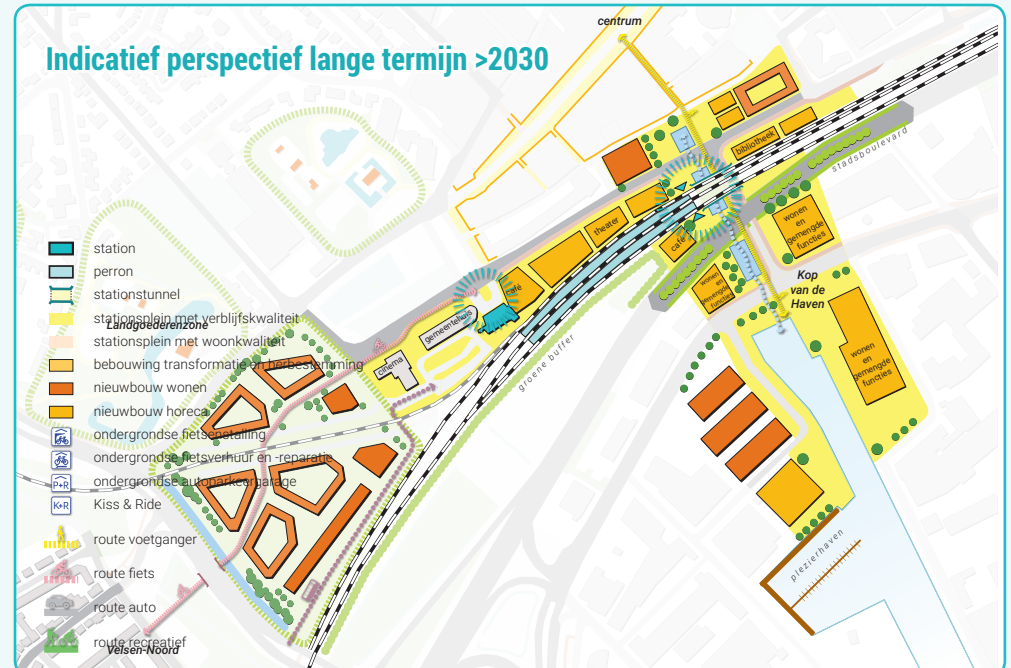 centrum
Indicatief perspectief lange termijn >2030
bibliotheek
stadsboulevard
theater
café
café
wonen
en
gemengde
functies
wonen
en
gemengde
functies
Kop
van de
Haven
wonen
en
gemengde
functies
gemeentehuis
cinema
groene buffer
plezierhaven
station
perron
stationstunnel
stationsplein met verblijfskwaliteit
Landgoederenzone
stationsplein met woonkwaliteit
bebouwing transformatie en herbestemming
nieuwbouw wonen
nieuwbouw horeca
ondergrondse fietsenstalling
ondergrondse fietsverhuur en -reparatie
P+R ondergrondse autoparkeergarage
K+R Kiss & Ride
route voetganger
route fiets
route auto
route recreatief
Velsen-Noord